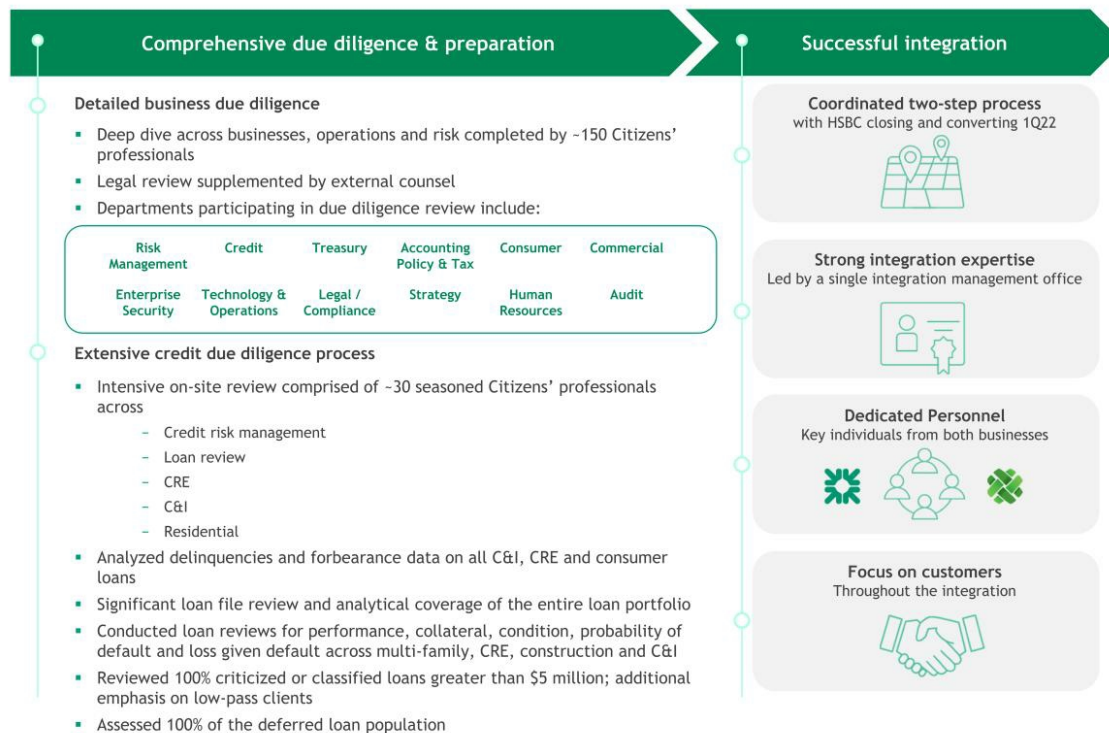 Comprehensive due diligence & preparation
Successful integration
Detailed business due diligence
▪ Deep dive across businesses, operations and risk completed by ~150 Citizens'
professionals
▪ Legal review supplemented by external counsel
▪ Departments participating in due diligence review include:
Risk Management
Credit
Treasury
Accounting Policy & Tax
Consumer
Commercial
Enterprise Security
Technology & Operations
Legal / Compliance
Strategy
Human Resources
Audit
Extensive credit due diligence process
▪ Intensive on-site review comprised of ~30 seasoned Citizens' professionals
across
– Credit risk management
– Loan review
– CRE
– C&I
– Residential
▪ Analyzed delinquencies and forbearance data on all C&I, CRE and consumer
loans
▪ Significant loan file review and analytical coverage of the entire loan portfolio
▪ Conducted loan reviews for performance, collateral, condition, probability of
default and loss given default across multi-family, CRE, construction and C&I
▪ Reviewed 100% criticized or classified loans greater than $5 million; additional
emphasis on low-pass clients
▪ Assessed 100% of the deferred loan population
Coordinated two-step process
with HSBC closing and converting 1Q22
Strong integration expertise
Led by a single integration management office
Dedicated Personnel
Key individuals from both businesses
Focus on customers
Throughout the integration